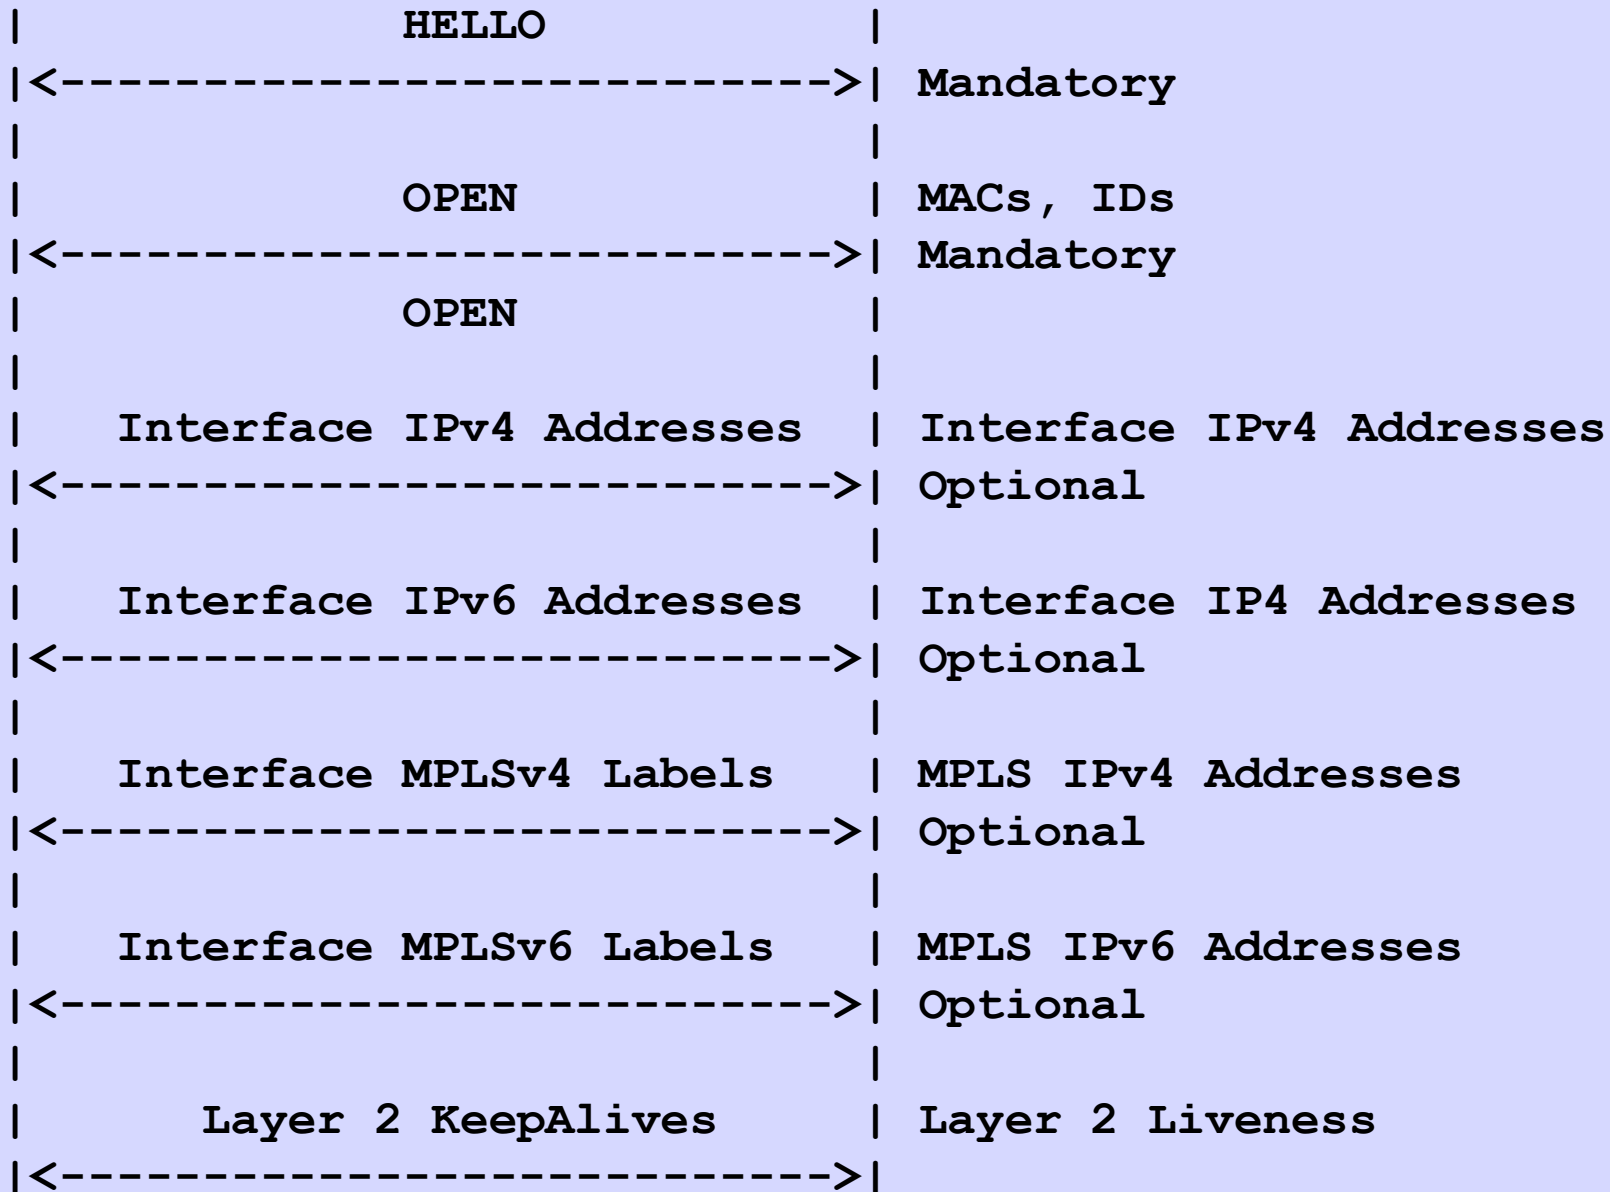 |             HELLO            |
|<---------------------------->| Mandatory
|                              |
|             OPEN             | MACs, IDs
|<---------------------------->| Mandatory
|             OPEN             |
|                              |
|   Interface IPv4 Addresses   | Interface IPv4 Addresses
|<---------------------------->| Optional
|                              |
|   Interface IPv6 Addresses   | Interface IP4 Addresses
|<---------------------------->| Optional
|                              |
|   Interface MPLSv4 Labels    | MPLS IPv4 Addresses
|<---------------------------->| Optional
|                              |
|   Interface MPLSv6 Labels    | MPLS IPv6 Addresses
|<---------------------------->| Optional
|                              |
|      Layer 2 KeepAlives      | Layer 2 Liveness
|<---------------------------->|